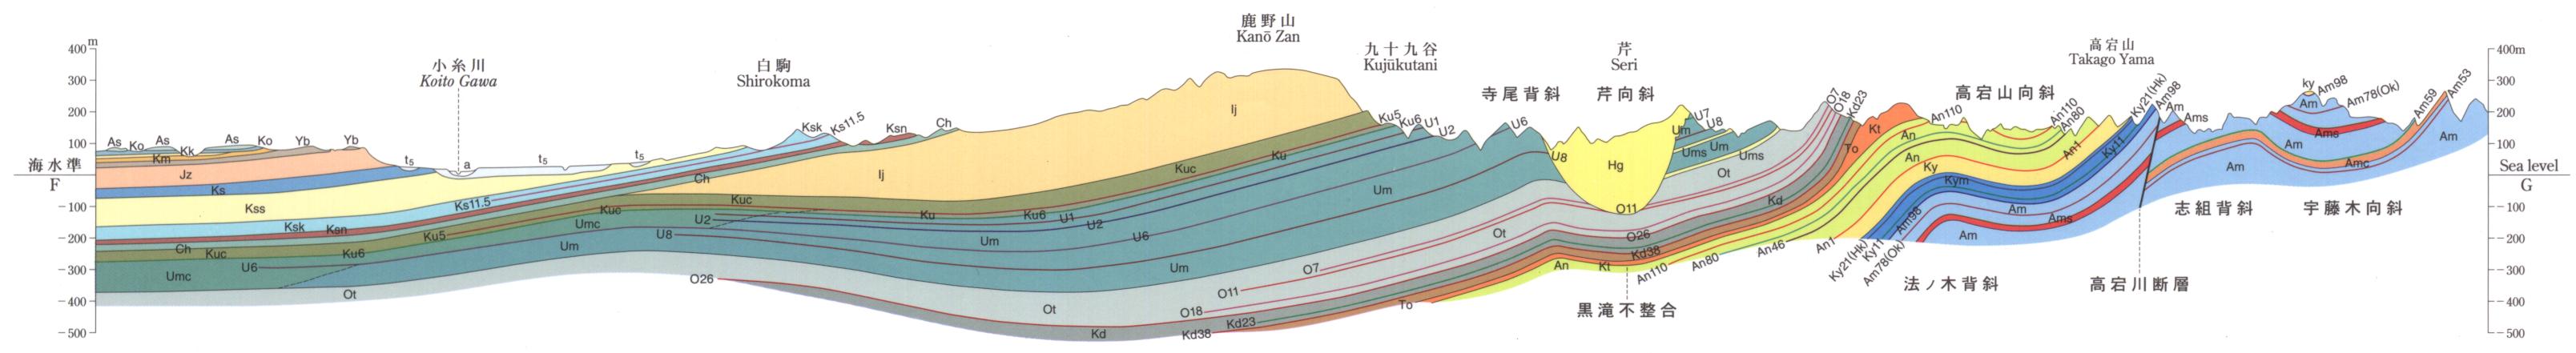 m
400
300
200
100
海水準
F
−100
−200
−300
−400
−500
小糸川
Koito Gawa
白駒
Shirokoma
鹿野山
Kanō Zan
九十九谷
Kujūkutani
寺尾背斜
芹
Seri
芹向斜
高宕山向斜
高宕山
Takago Yama
As
Ko
As
Kk
As
Ko
Yb
Yb
Km
Jz
Ks
Kss
Ksk
Ksn
Ch
Kuc
Umc
U6
Ku6
Ot
t5
a
t5
t5
Ks11.5
Ku5
Kuc
Umc
Um
Ksk
Ks11.5
Ksn
Ch
Ch
Kuc
U2
U8
O26
Ij
Ij
Ku
Ku6
U1
U2
U6
Um
Um
Ot
Kd
Kuc
Ku
Um
Ku5
Ku6
U1
U2
U6
U8
O7
O11
O18
Kd23
Kd38
To
Ot
Hg
O11
O26
Kd38
Kt
An
An110
An80
An46
An1
黒滝不整合
U7
U8
Um
Um
Ums
Ums
Ot
Kd
O7
O18
Kd23
Kt
To
An
An
An110
An110
An80
An1
Ky
Kym
Ky11
Ky21(Hk)
Am98
Am
Ams
Am
Ams
Am
Ky21(Hk)
Ky11
Am98
Am78(Ok)
法ノ木背斜
高宕川断層
志組背斜
宇藤木向斜
ky
Am98
Am
Am78(Ok)
Ams
Am
Amc
Am
Am59
Am53
Am
400m
300
200
100
Sea level
G
−100
−200
−300
−400
−500